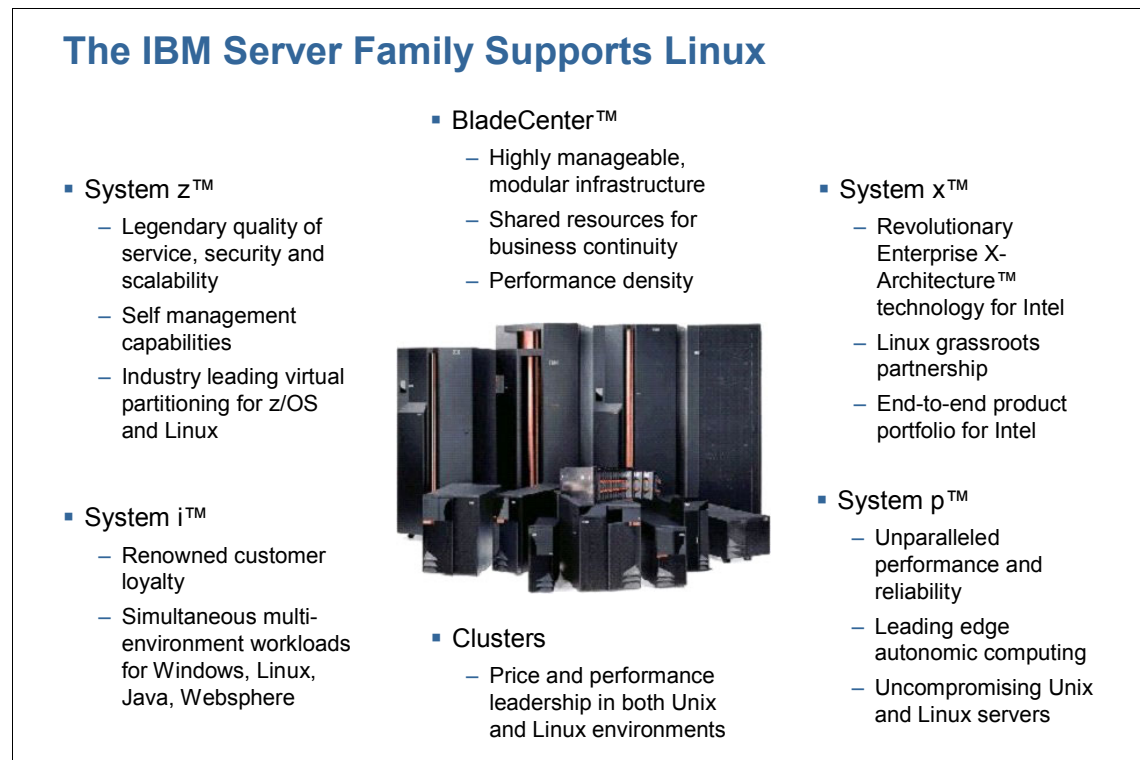 The IBM Server Family Supports Linux
▪ BladeCenter™
– Highly manageable,
modular infrastructure
– Shared resources for
business continuity
– Performance density
▪ System z™
– Legendary quality of
service, security and
scalability
– Self management
capabilities
– Industry leading virtual
partitioning for z/OS
and Linux
▪ System x™
– Revolutionary
Enterprise X-
Architecture™
technology for Intel
– Linux grassroots
partnership
– End-to-end product
portfolio for Intel
▪ System i™
– Renowned customer
loyalty
– Simultaneous multi-
environment workloads
for Windows, Linux,
Java, Websphere
▪ Clusters
– Price and performance
leadership in both Unix
and Linux environments
▪ System p™
– Unparalleled
performance and
reliability
– Leading edge
autonomic computing
– Uncompromising Unix
and Linux servers